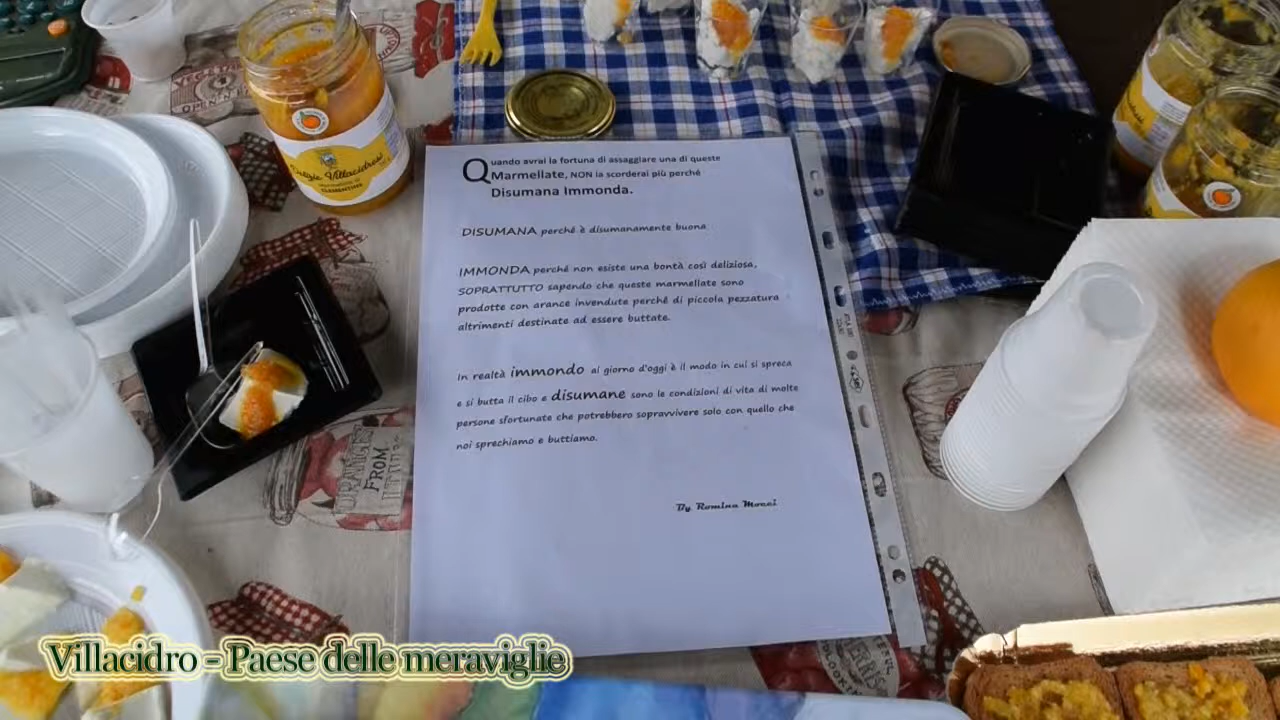 Delizie Villacidresi
CLEMENTINE
Quando avrai la fortuna di assaggiare una di queste
Marmellate, NON la scorderai più perché
Disumana Immonda.
DISUMANA perché è disumanamente buona
IMMONDA perché non esiste una bontà così deliziosa,
SOPRATTUTTO sapendo che queste marmellate sono
prodotte con arance invendute perché di piccola pezzatura
altrimenti destinate ad essere buttate.
In realtà immondo al giorno d'oggi è il modo in cui si spreca
e si butta il cibo e disumane sono le condizioni di vita di molte
persone sfortunate che potrebbero sopravvivere solo con quello che
noi sprechiamo e buttiamo.
By Romina Mocci
FROM
Villacidro - Paese delle meraviglie